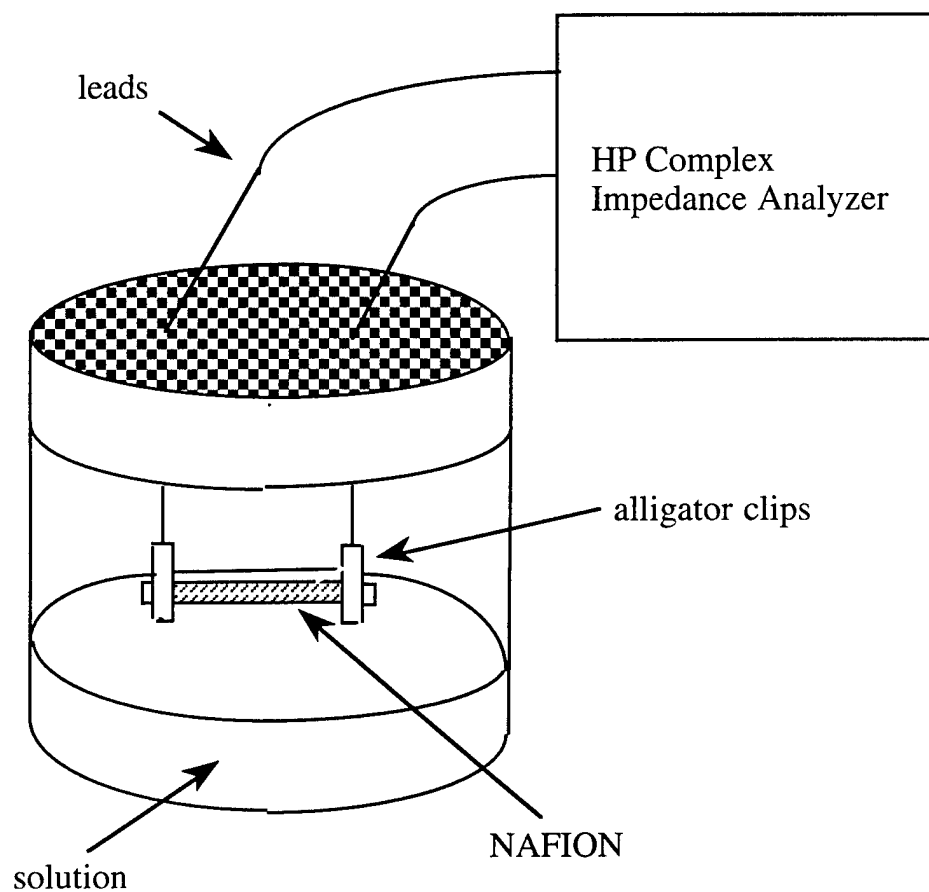 leads
HP Complex
Impedance Analyzer
alligator clips
NAFION
solution